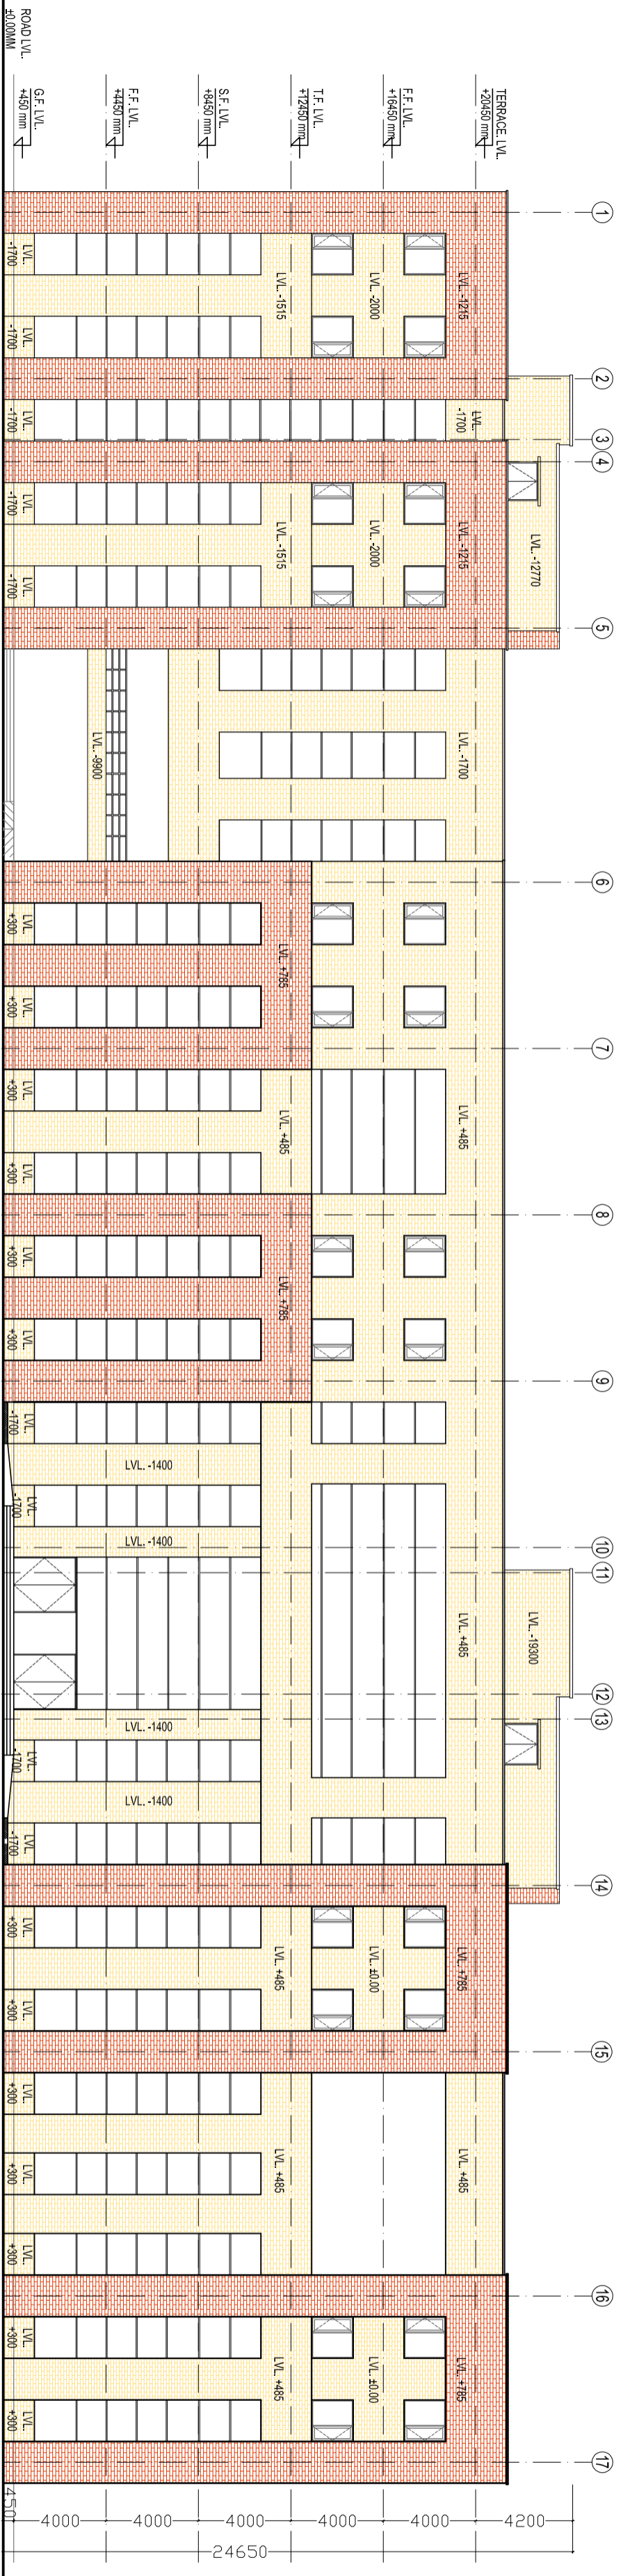 1
2
3
4
5
6
7
8
9
10
11
12
13
14
15
16
17
TERRACE. LVL.
+20450 mm
F.F. LVL.
+16450 mm
T.F. LVL.
+12450 mm
S.F. LVL.
+8450 mm
F.F. LVL.
+4450 mm
G.F. LVL.
+450 mm
ROAD LVL.
±0.00MM
LVL. -12770
LVL. -19300
LVL. -1215
LVL.
-1700
LVL. -1215
LVL. -1700
LVL. +485
LVL. +485
LVL. +785
LVL. +485
LVL. +785
LVL. -2000
LVL. -2000
LVL. ±0.00
LVL. ±0.00
LVL. -1515
LVL. -1515
LVL. +785
LVL. +485
LVL. +785
LVL. +485
LVL. +485
LVL. +485
LVL. -9900
LVL. -1400
LVL. -1400
LVL. -1400
LVL. -1400
LVL.
-1700
LVL.
-1700
LVL.
-1700
LVL.
-1700
LVL.
-1700
LVL.
+300
LVL.
+300
LVL.
+300
LVL.
+300
LVL.
+300
LVL.
+300
LVL.
-1700
LVL.
-1700
LVL.
-1700
LVL.
-1700
LVL.
+300
LVL.
+300
LVL.
+300
LVL.
+300
LVL.
+300
LVL.
+300
LVL.
+300
4200
4000
4000
4000
4000
4000
450
24650